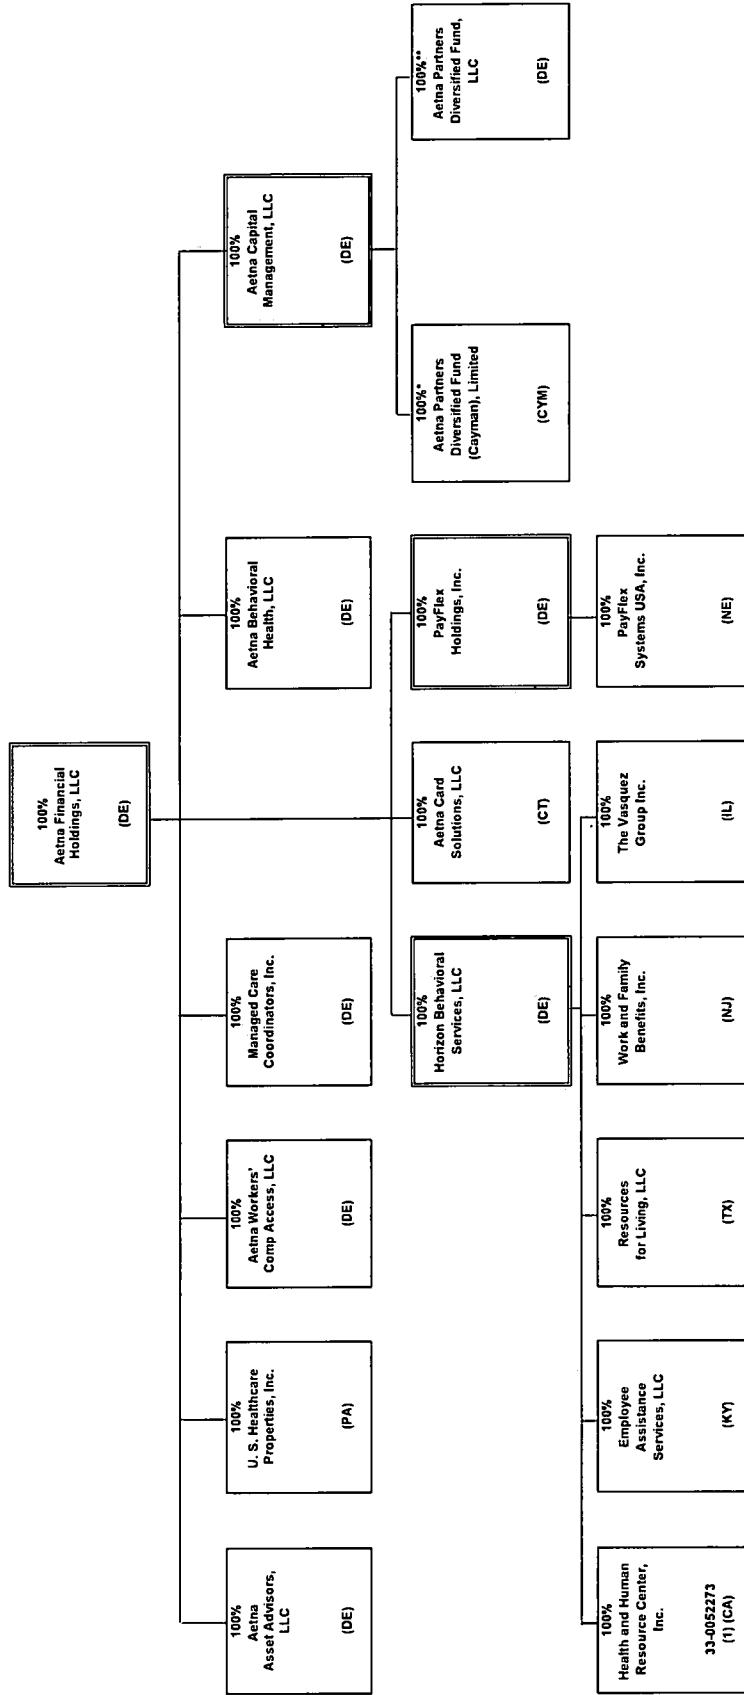 100%
Aetna Financial
Holdings, LLC
(DE)
100%
Aetna
Asset Advisors,
LLC
(DE)
100%
U. S. Healthcare
Properties, Inc.
(PA)
100%
Aetna Workers'
Comp Access, LLC
(DE)
100%
Managed Care
Coordinators, Inc.
(DE)
100%
Aetna Behavioral
Health, LLC
(DE)
100%
Aetna Capital
Management, LLC
(DE)
100%
Horizon Behavioral
Services, LLC
(DE)
100%
Aetna Card
Solutions, LLC
(CT)
100%
PayFlex
Holdings, Inc.
(DE)
100%*
Aetna Partners
Diversified Fund
(Cayman), Limited
(CYM)
100%**
Aetna Partners
Diversified Fund,
LLC
(DE)
100%
Health and Human
Resource Center,
Inc.
33-0052273
(1) (CA)
100%
Employee
Assistance
Services, LLC
(KY)
100%
Resources
for Living, LLC
(TX)
100%
Work and Family
Benefits, Inc.
(NJ)
100%
The Vasquez
Group Inc.
(IL)
100%
PayFlex
Systems USA, Inc.
(NE)